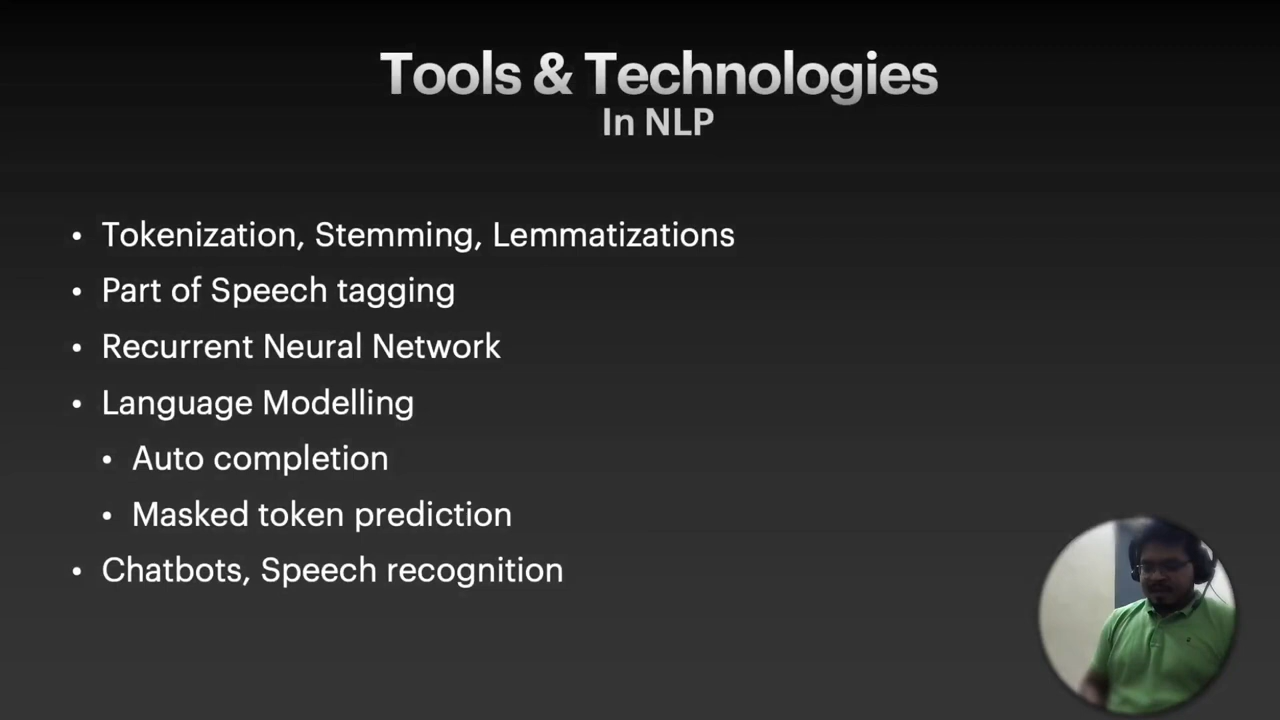 Tools & Technologies
In NLP
• Tokenization, Stemming, Lemmatizations
• Part of Speech tagging
• Recurrent Neural Network
• Language Modelling
• Auto completion
• Masked token prediction
• Chatbots, Speech recognition